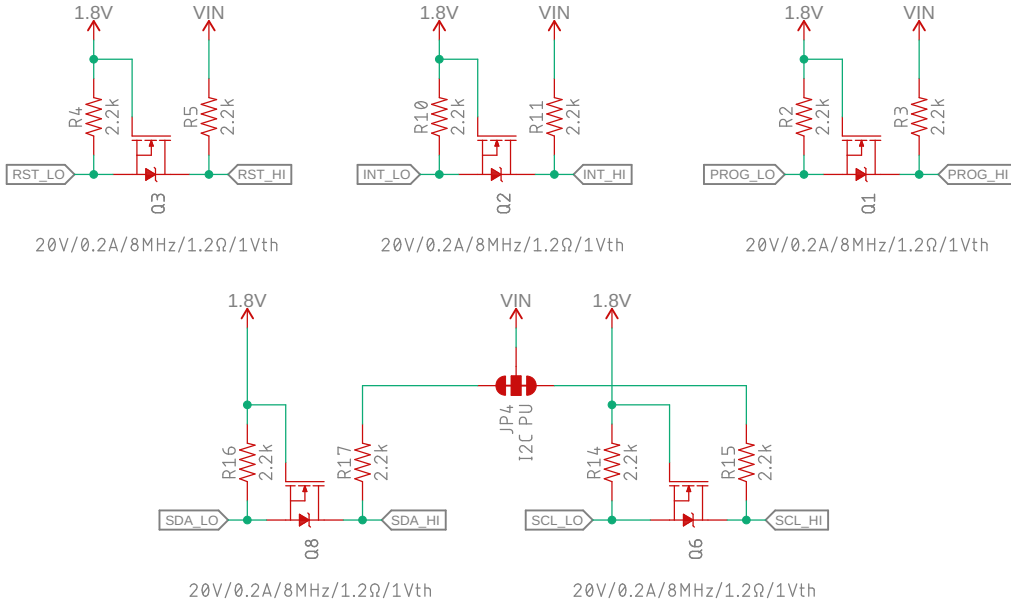 1.8V VIN 1.8V VIN 1.8V VIN
R4 2.2k R5 2.2k R10 2.2k R11 2.2k R2 2.2k R3 2.2k
RST_LO RST_HI INT_LO INT_HI PROG_LO PROG_HI
Q3 Q2 Q1
20V/0.2A/8MHz/1.2Ω/1Vth 20V/0.2A/8MHz/1.2Ω/1Vth 20V/0.2A/8MHz/1.2Ω/1Vth
1.8V VIN 1.8V
JP4
I2C PU
R16 2.2k R17 2.2k R14 2.2k R15 2.2k
SDA_LO SDA_HI SCL_LO SCL_HI
Q8 Q6
20V/0.2A/8MHz/1.2Ω/1Vth 20V/0.2A/8MHz/1.2Ω/1Vth